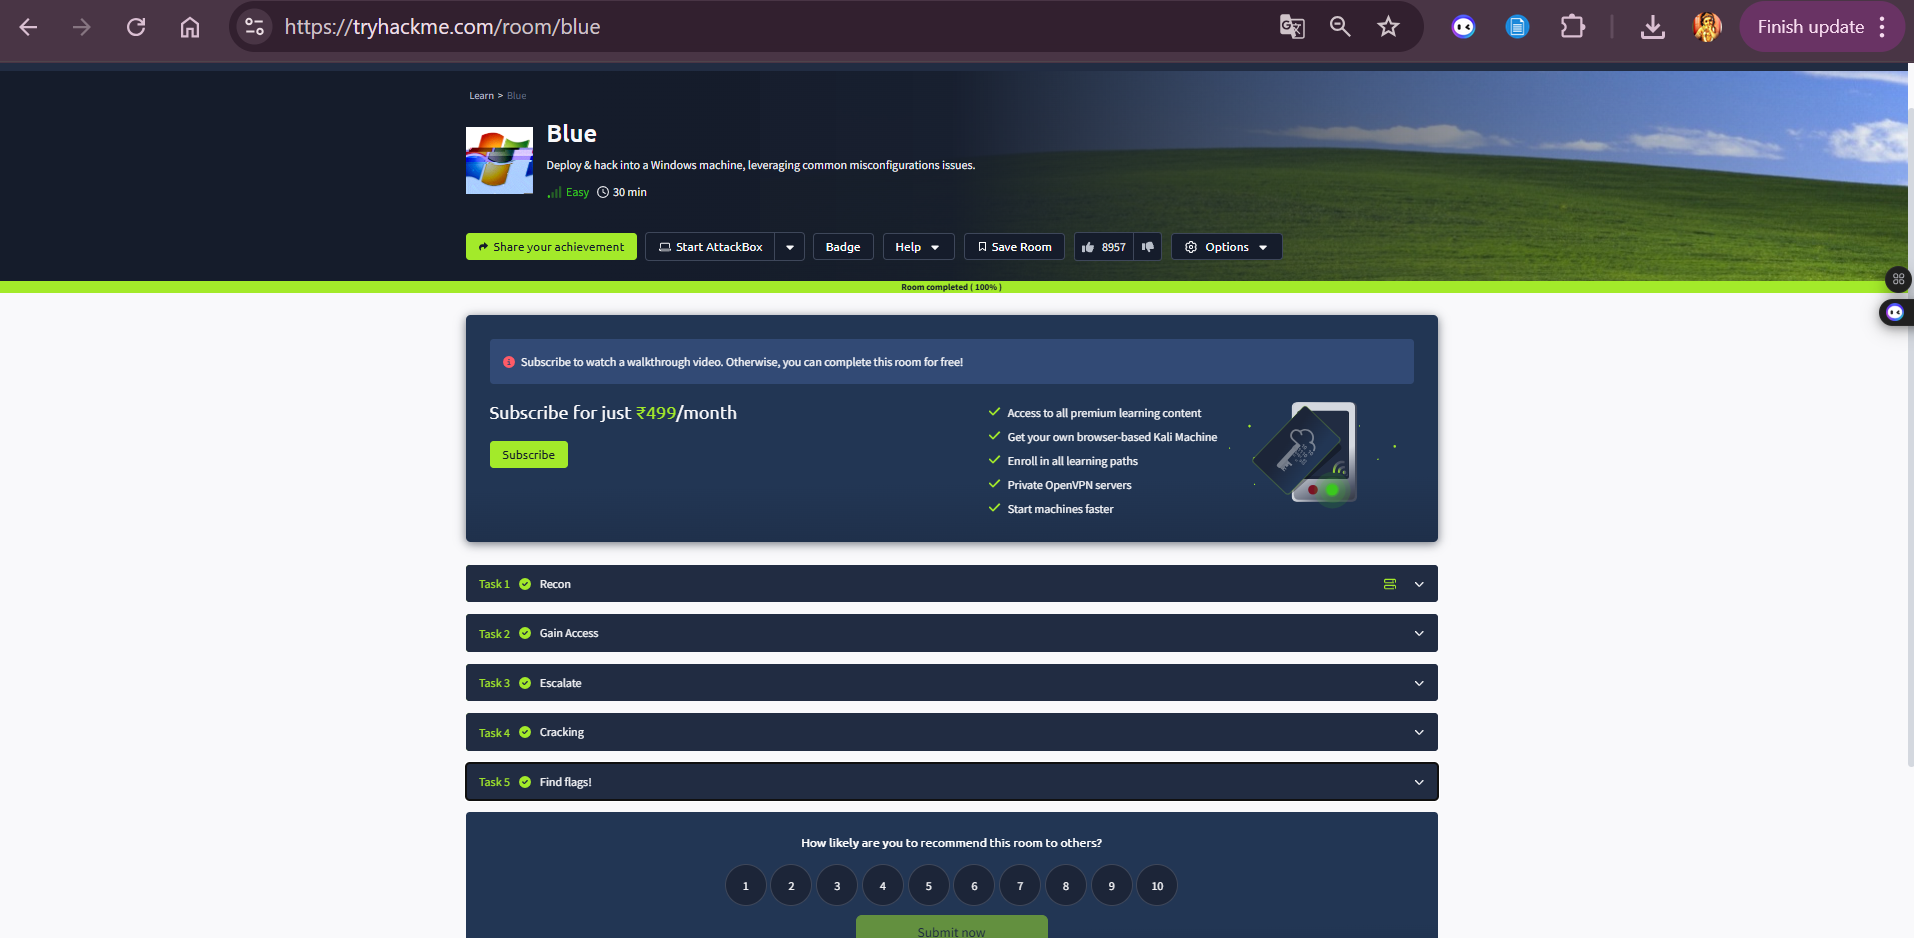 https://tryhackme.com/room/blue
Finish update
Learn > Blue
Blue
Deploy & hack into a Windows machine, leveraging common misconfigurations issues.
Easy 30 min
Share your achievement Start AttackBox Badge Help Save Room 8957 Options
Room completed ( 100% )
Subscribe to watch a walkthrough video. Otherwise, you can complete this room for free!
Subscribe for just ₹499/month
Subscribe
Access to all premium learning content
Get your own browser-based Kali Machine
Enroll in all learning paths
Private OpenVPN servers
Start machines faster
Task 1 Recon
Task 2 Gain Access
Task 3 Escalate
Task 4 Cracking
Task 5 Find flags!
How likely are you to recommend this room to others?
1 2 3 4 5 6 7 8 9 10
Submit now